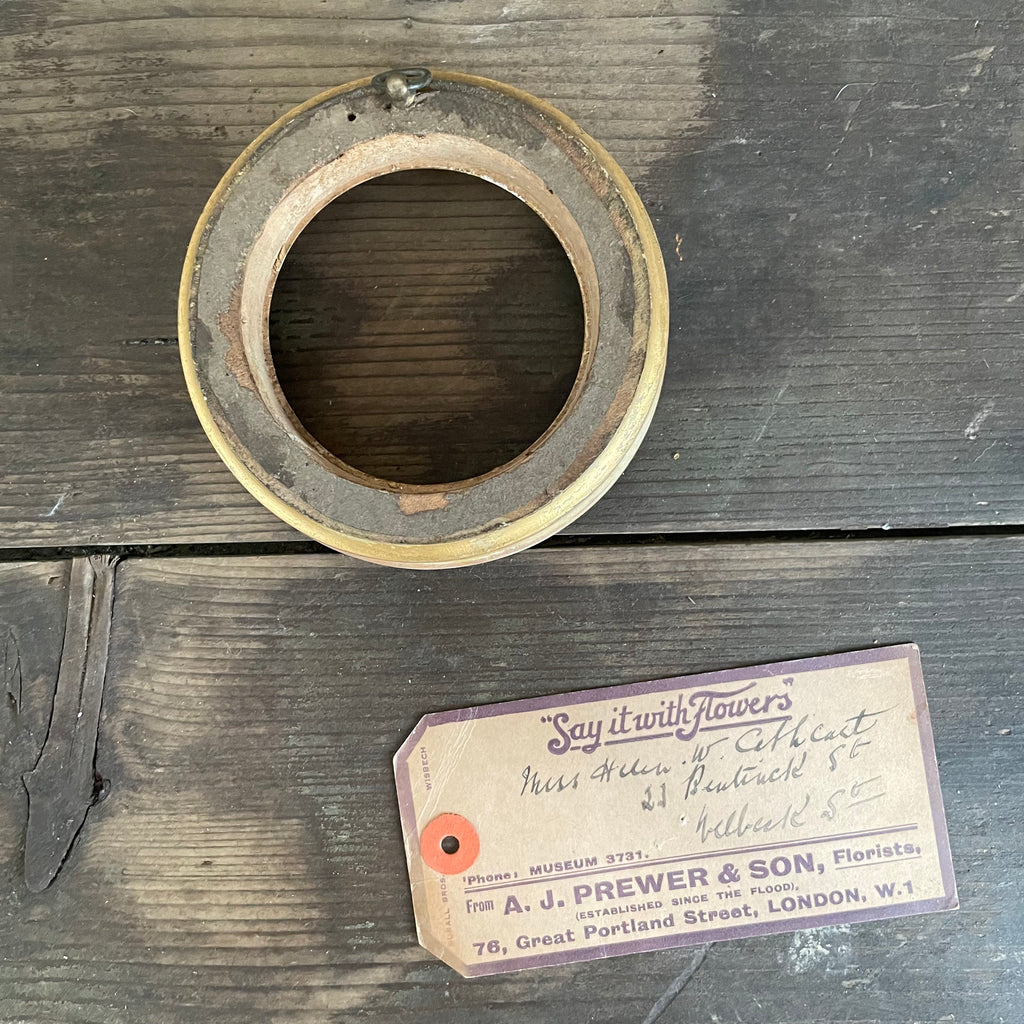 "Say it with Flowers"
Miss Helen W. Cathcart
Bentinck St
Welbeck St
WISBECH
'Phone: MUSEUM 3731.
From A. J. PREWER & SON, Florists,
(ESTABLISHED SINCE THE FLOOD),
76, Great Portland Street, LONDON, W.1
BROS